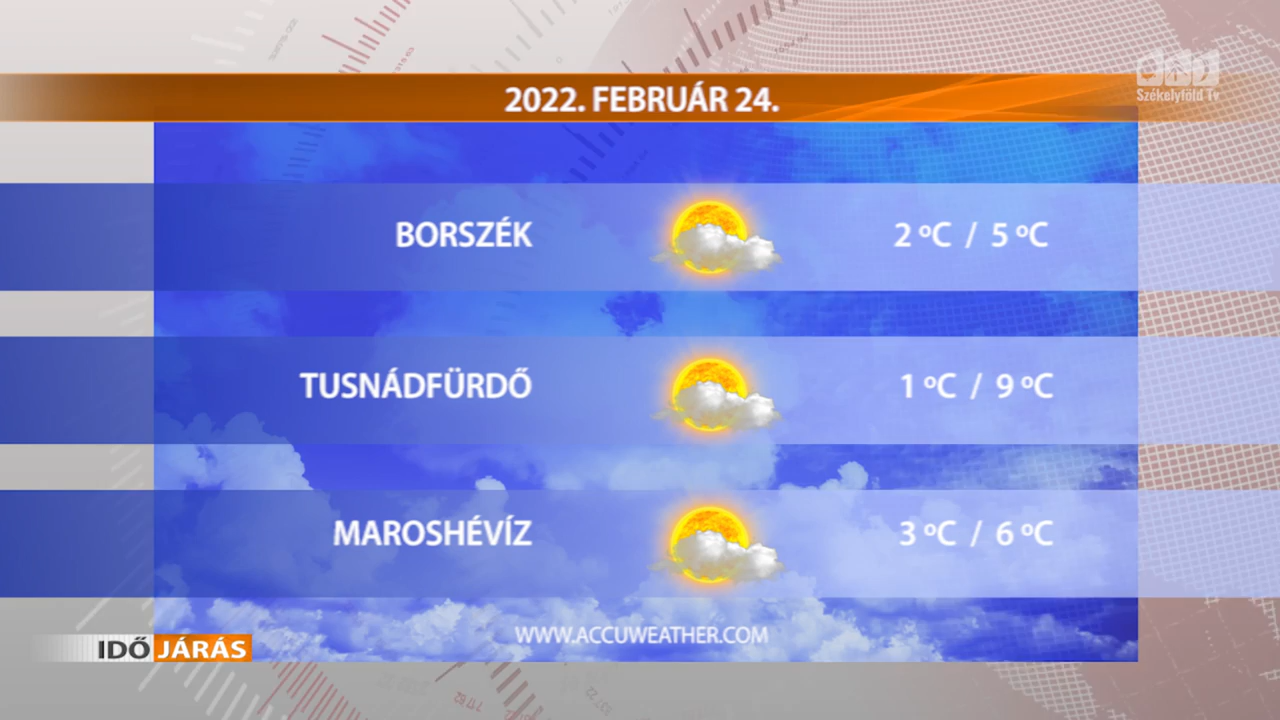 2022. FEBRUÁR 24.
Székelyföld Tv
BORSZÉK
2 ºC / 5 ºC
TUSNÁDFÜRDŐ
1 ºC / 9 ºC
MAROSHÉVÍZ
3 ºC / 6 ºC
WWW.ACCUWEATHER.COM
IDŐJÁRÁS